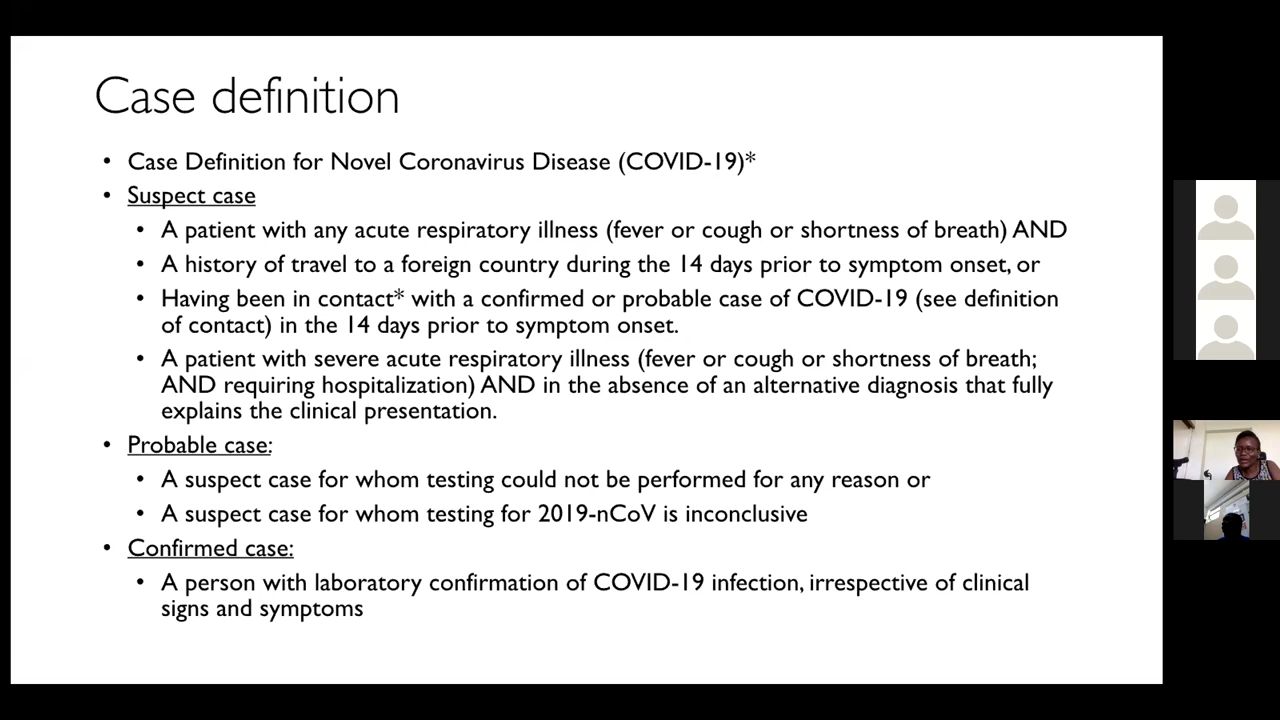 Case definition
• Case Definition for Novel Coronavirus Disease (COVID-19)*
• Suspect case
• A patient with any acute respiratory illness (fever or cough or shortness of breath) AND
• A history of travel to a foreign country during the 14 days prior to symptom onset, or
• Having been in contact* with a confirmed or probable case of COVID-19 (see definition
of contact) in the 14 days prior to symptom onset.
• A patient with severe acute respiratory illness (fever or cough or shortness of breath;
AND requiring hospitalization) AND in the absence of an alternative diagnosis that fully
explains the clinical presentation.
• Probable case:
• A suspect case for whom testing could not be performed for any reason or
• A suspect case for whom testing for 2019-nCoV is inconclusive
• Confirmed case:
• A person with laboratory confirmation of COVID-19 infection, irrespective of clinical
signs and symptoms